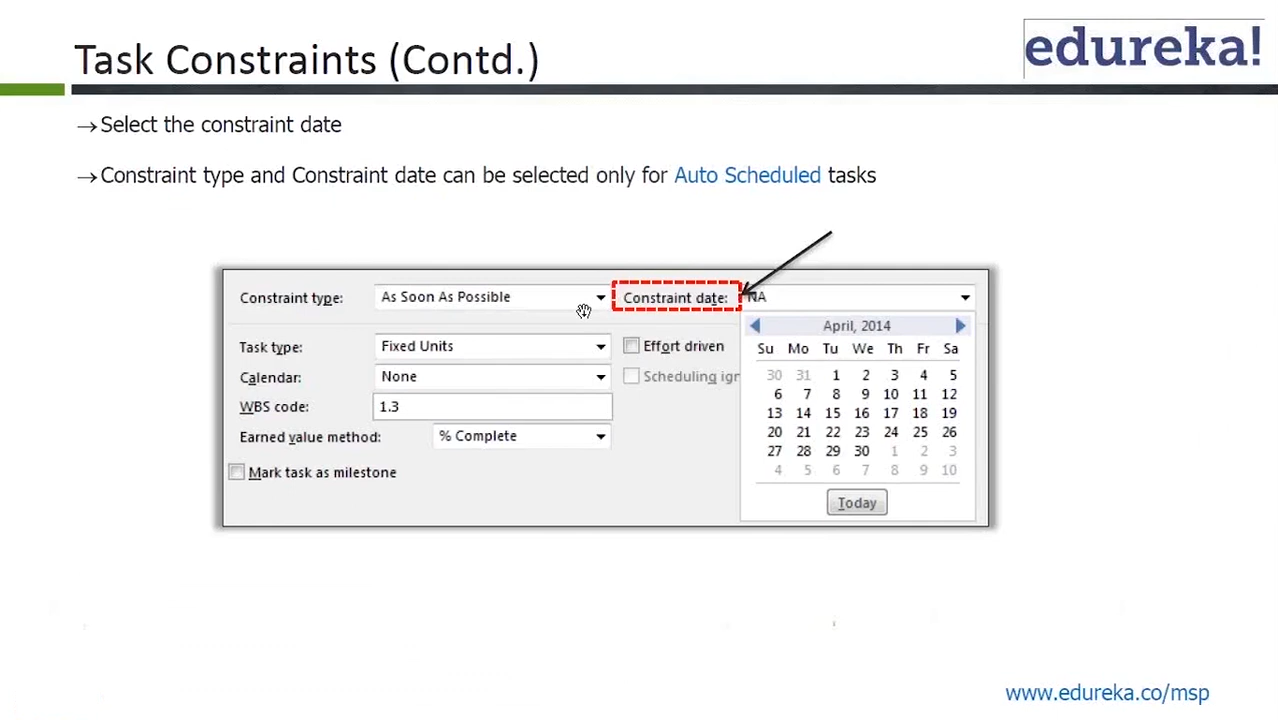 Task Constraints (Contd.)
edureka!
→Select the constraint date
→Constraint type and Constraint date can be selected only for Auto Scheduled tasks
Constraint type: As Soon As Possible Constraint date: NA
April, 2014
Su Mo Tu We Th Fr Sa
30 31 1 2 3 4 5
6 7 8 9 10 11 12
13 14 15 16 17 18 19
20 21 22 23 24 25 26
27 28 29 30 1 2 3
4 5 6 7 8 9 10
Today
Task type: Fixed Units Effort driven
Calendar: None Scheduling ign
WBS code: 1.3
Earned value method: % Complete
Mark task as milestone
www.edureka.co/msp